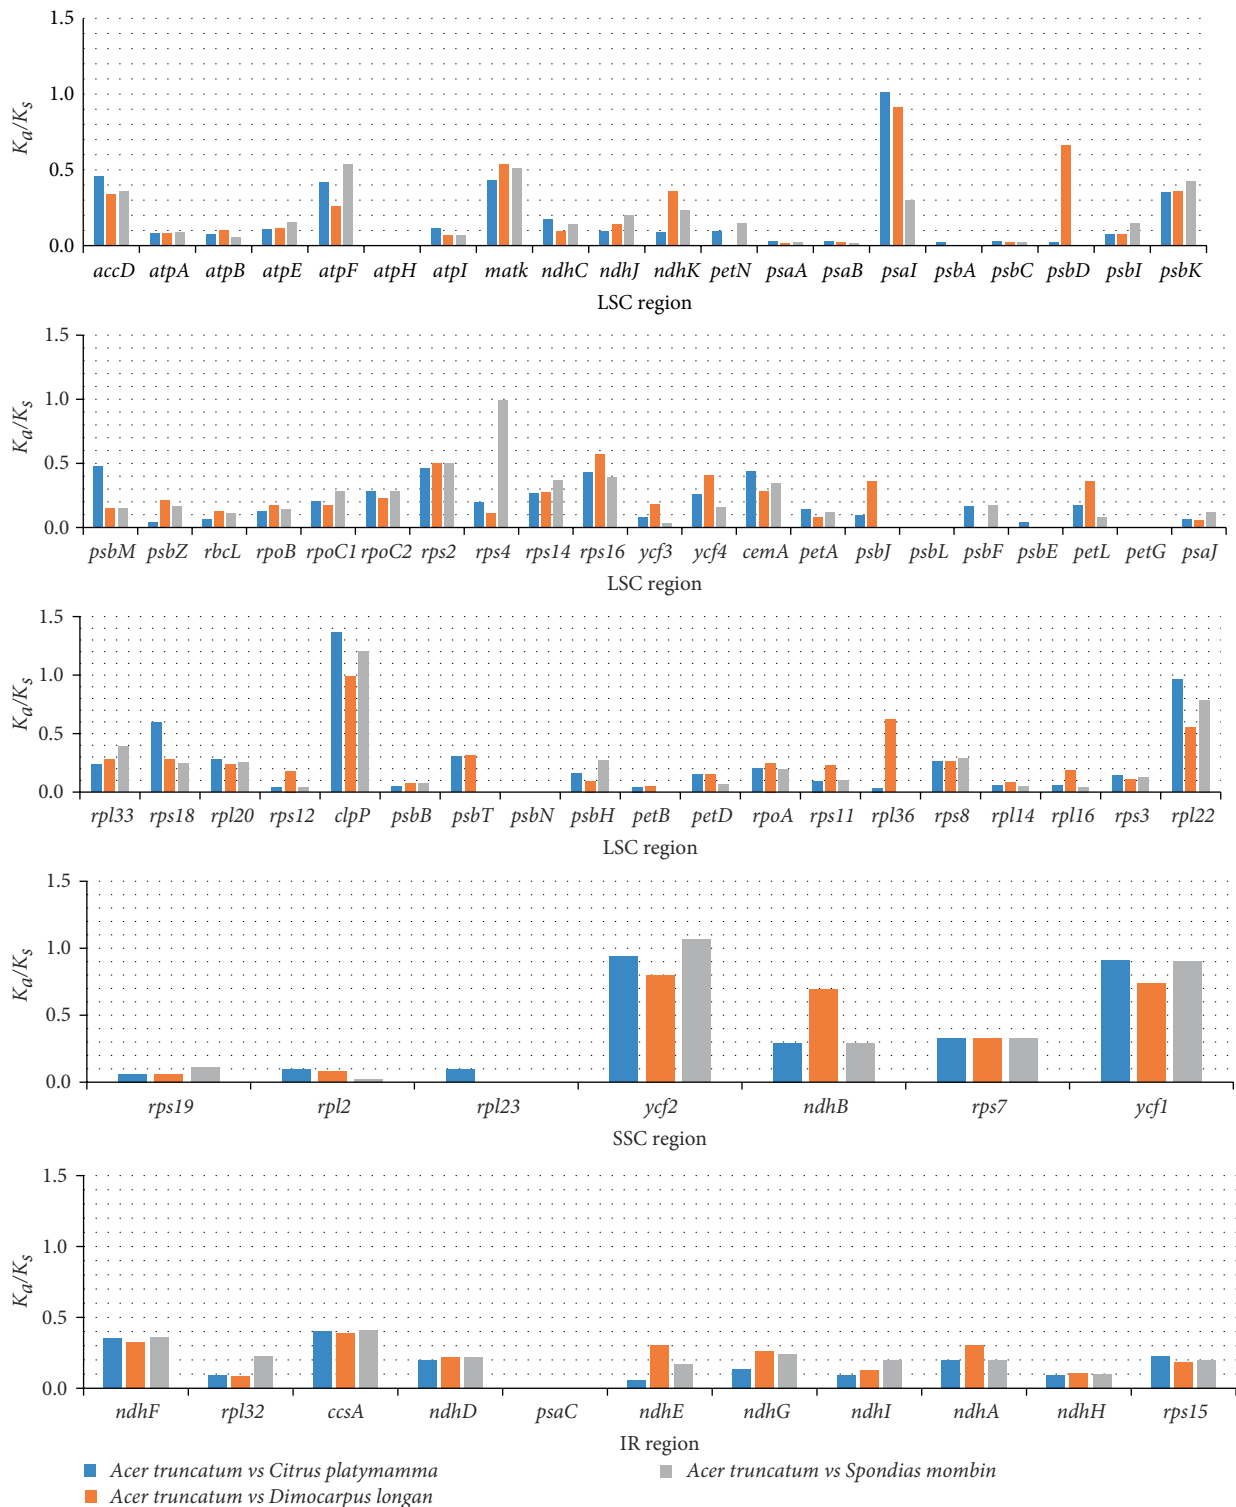 1.5
1.0
0.5
0.0
Ka/Ks
accD atpA atpB atpE atpF atpH atpI matk ndhC ndhJ ndhK petN psaA psaB psaI psbA psbC psbD psbI psbK
LSC region
1.5
1.0
0.5
0.0
Ka/Ks
psbM psbZ rbcL rpoB rpoC1 rpoC2 rps2 rps4 rps14 rps16 ycf3 ycf4 cemA petA psbJ psbL psbF psbE petL petG psaJ
LSC region
1.5
1.0
0.5
0.0
Ka/Ks
rpl33 rps18 rpl20 rps12 clpP psbB psbT psbN psbH petB petD rpoA rps11 rpl36 rps8 rpl14 rpl16 rps3 rpl22
LSC region
1.5
1.0
0.5
0.0
Ka/Ks
rps19 rpl2 rpl23 ycf2 ndhB rps7 ycf1
SSC region
1.5
1.0
0.5
0.0
Ka/Ks
ndhF rpl32 ccsA ndhD psaC ndhE ndhG ndhI ndhA ndhH rps15
IR region
Acer truncatum vs Citrus platymamma
Acer truncatum vs Dimocarpus longan
Acer truncatum vs Spondias mombin